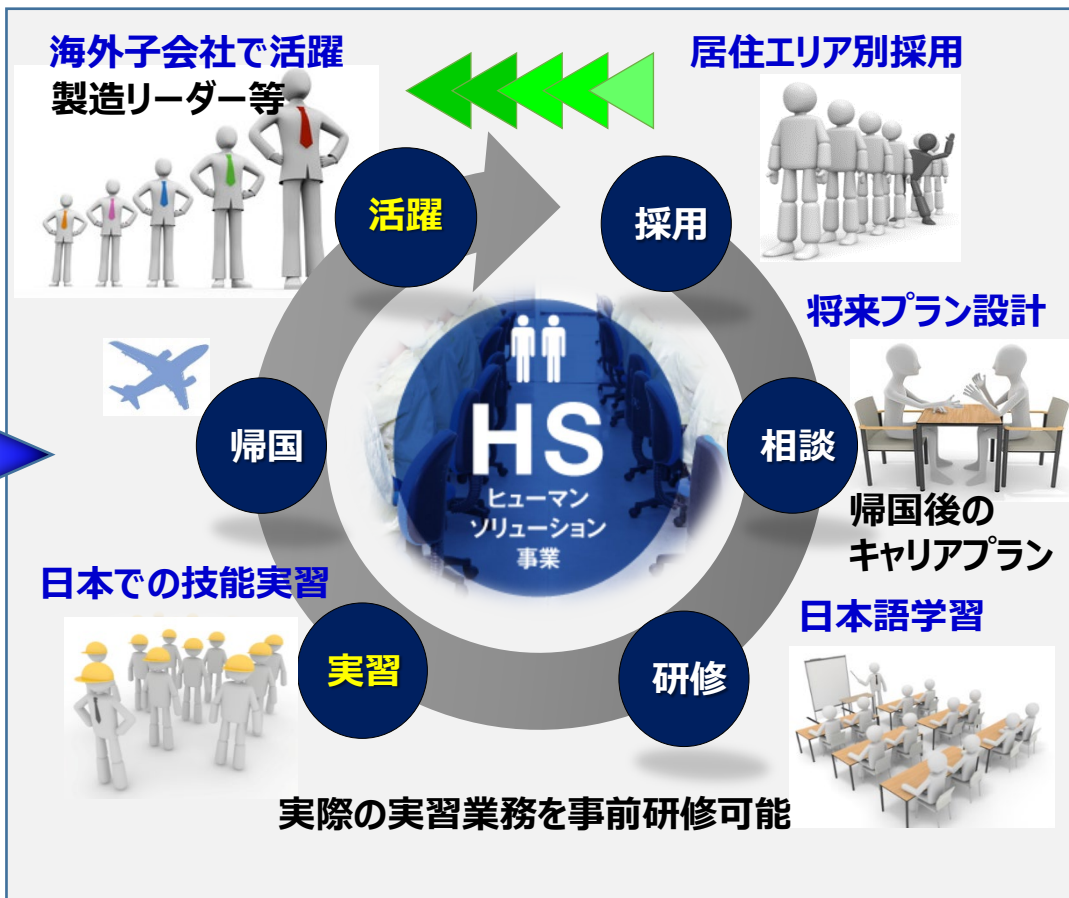 海外子会社で活躍
製造リーダー等
居住エリア別採用
活躍
採用
将来プラン設計
帰国
HS
ヒューマン
ソリューション
事業
相談
帰国後の
キャリアプラン
日本での技能実習
日本語学習
実習
研修
実際の実習業務を事前研修可能